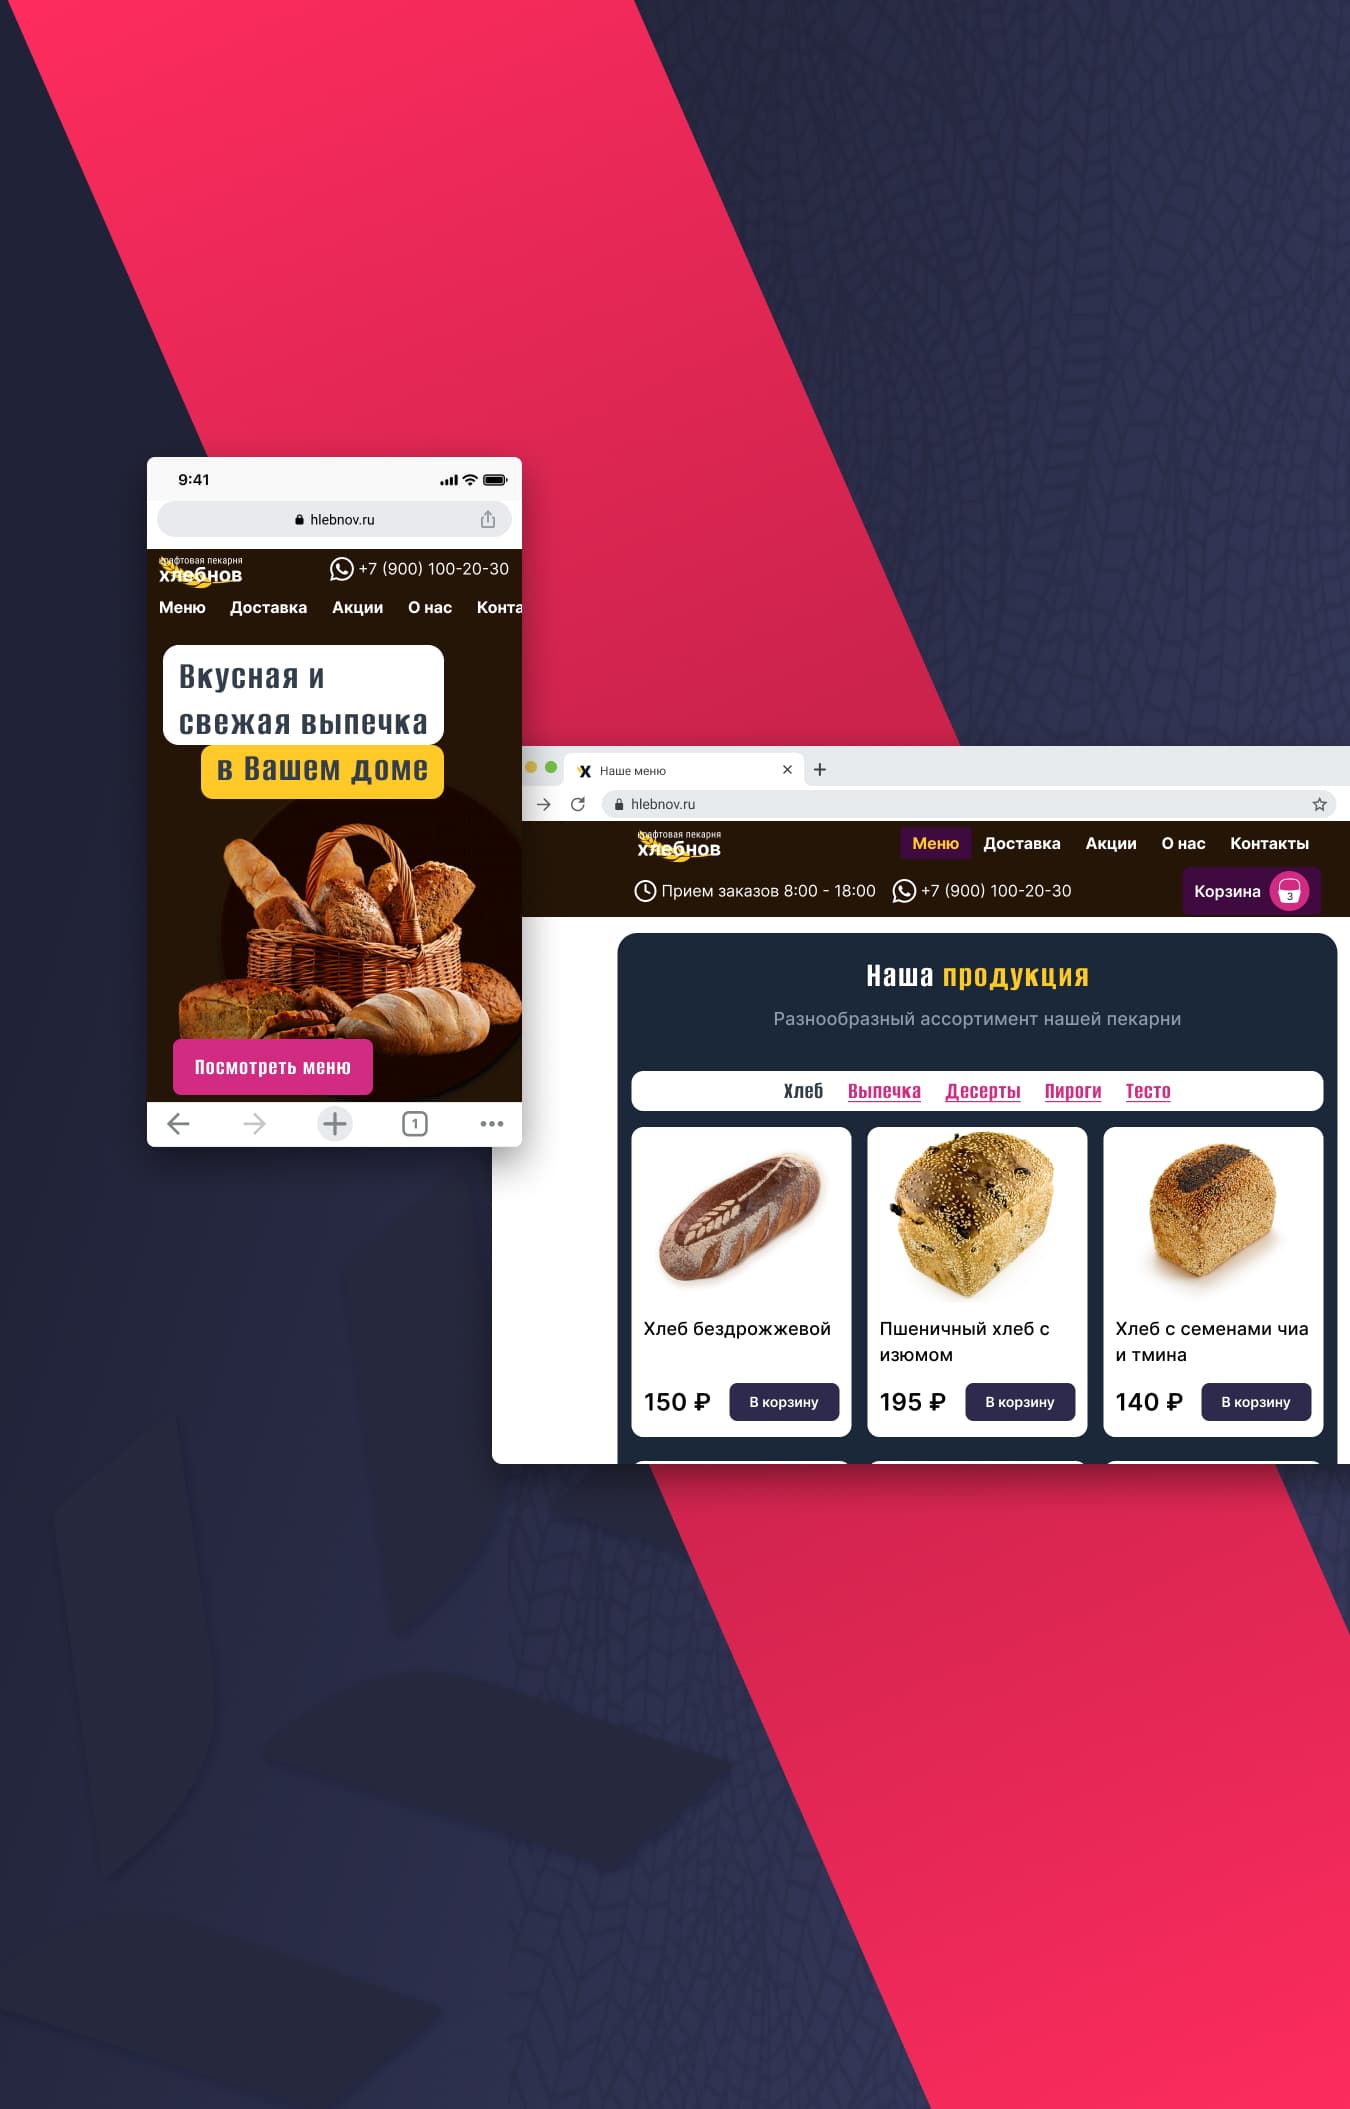 9:41
hlebnov.ru
крафтовая пекарня
хлебнов
+7 (900) 100-20-30
Меню Доставка Акции О нас Конта
Вкусная и
свежая выпечка
в Вашем доме
Посмотреть меню
1
Наше меню
hlebnov.ru
крафтовая пекарня
хлебнов
Меню Доставка Акции О нас Контакты
Прием заказов 8:00 - 18:00 +7 (900) 100-20-30 Корзина 3
Наша продукция
Разнообразный ассортимент нашей пекарни
Хлеб Выпечка Десерты Пироги Тесто
Хлеб бездрожжевой
150 ₽ В корзину
Пшеничный хлеб с
изюмом
195 ₽ В корзину
Хлеб с семенами чиа
и тмина
140 ₽ В корзину